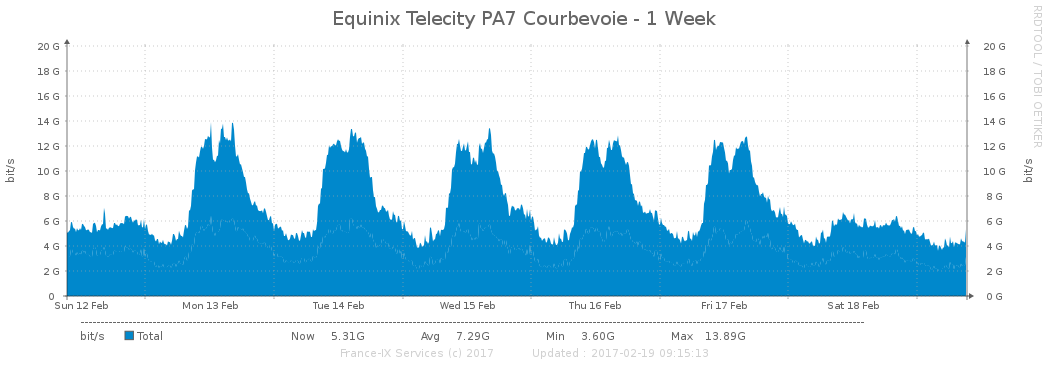 Equinix Telecity PA7 Courbevoie - 1 Week
RRDTOOL / TOBI OETIKER
bit/s
20 G 20 G
18 G 18 G
16 G 16 G
14 G 14 G
12 G 12 G
10 G 10 G
8 G 8 G
6 G 6 G
4 G 4 G
2 G 2 G
0 0 G
bit/s
Sun 12 Feb Mon 13 Feb Tue 14 Feb Wed 15 Feb Thu 16 Feb Fri 17 Feb Sat 18 Feb
bit/s Total Now 5.31G Avg 7.29G Min 3.60G Max 13.89G
France-IX Services (c) 2017 Updated : 2017-02-19 09:15:13